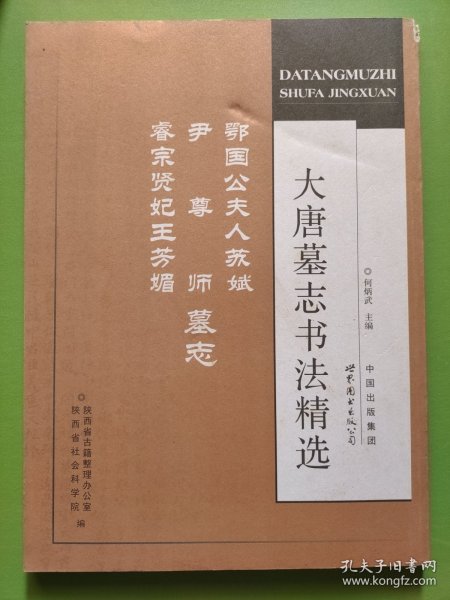 DATANGMUZHI
SHUFA JINGXUAN
大唐墓志书法精选
◎何炳武 主编
中国出版集团
世界图书出版公司
鄂国公夫人苏斌
尹尊师墓志
睿宗贤妃王芳媚
◎陕西省古籍整理办公室
陕西省社会科学院 编
孔夫子旧书网
www.kongfz.com